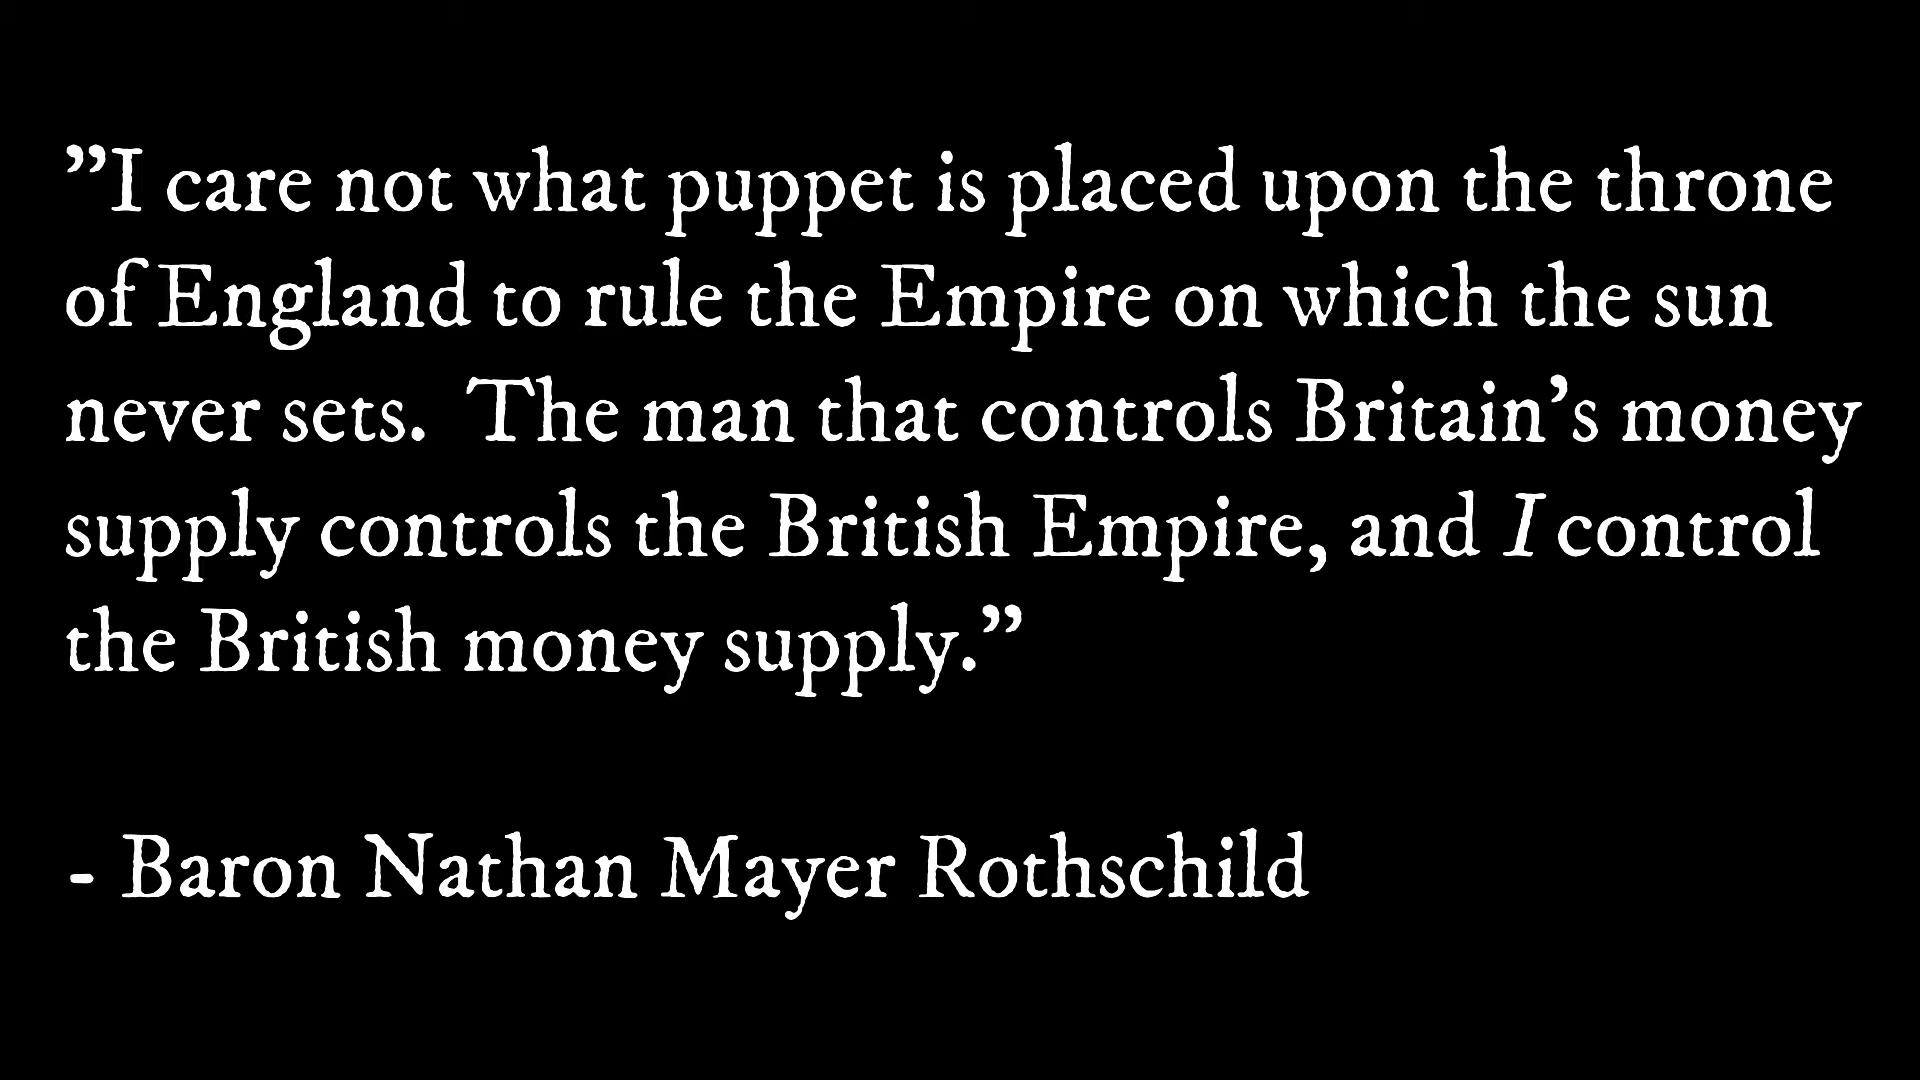 ”I care not what puppet is placed upon the throne
of England to rule the Empire on which the sun
never sets.  The man that controls Britain’s money
supply controls the British Empire, and I control
the British money supply.”
- Baron Nathan Mayer Rothschild